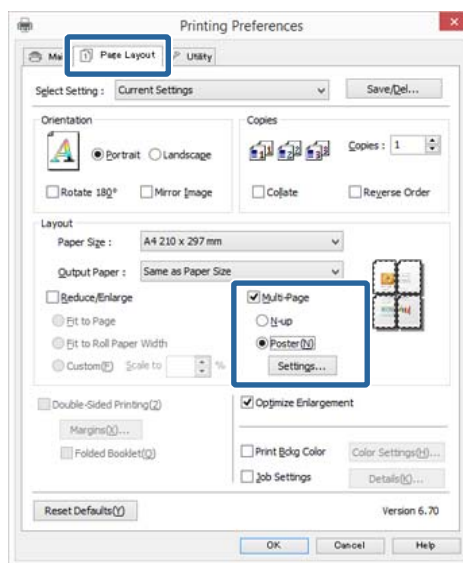 Printing Preferences
Ma Page Layout Utility
Select Setting : Current Settings Save/Del...
Orientation
Portrait Landscape
Rotate 180° Mirror Image
Copies
Copies : 1
Collate Reverse Order
Layout
Paper Size : A4 210 x 297 mm
Output Paper : Same as Paper Size
Reduce/Enlarge
Fit to Page
Fit to Roll Paper Width
Custom(F) Scale to %
Multi-Page
N-up
Poster(N)
Settings...
Double-Sided Printing(2)
Margins(X)...
Folded Booklet(Q)
Optimize Enlargement
Print Bckg Color Color Settings(H)...
Job Settings Details(K)...
Reset Defaults(Y) Version 6.70
OK Cancel Help